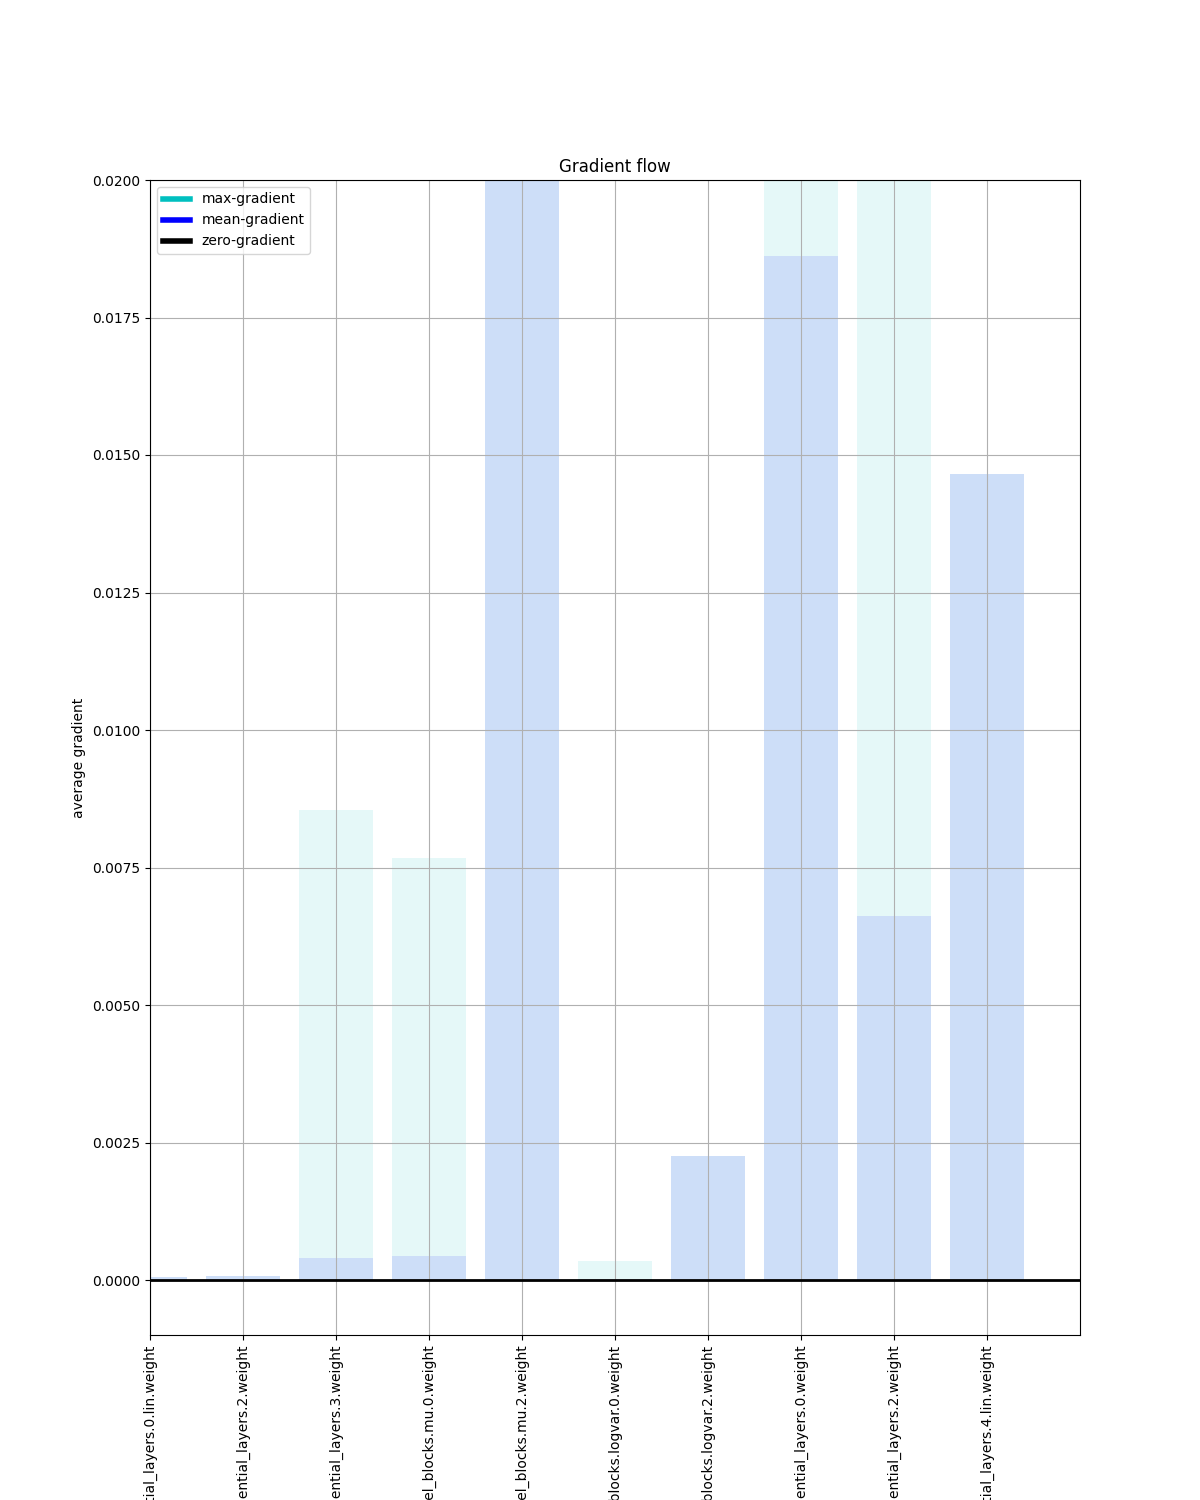 Gradient flow
max-gradient
mean-gradient
zero-gradient
average gradient
0.0200
0.0175
0.0150
0.0125
0.0100
0.0075
0.0050
0.0025
0.0000
tial_layers.0.lin.weight
ential_layers.2.weight
ential_layers.3.weight
el_blocks.mu.0.weight
el_blocks.mu.2.weight
blocks.logvar.0.weight
blocks.logvar.2.weight
ential_layers.0.weight
ential_layers.2.weight
tial_layers.4.lin.weight